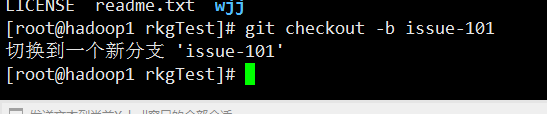 LICENSE  readme.txt  wjj
[root@hadoop1 rkgTest]# git checkout -b issue-101
切换到一个新分支 'issue-101'
[root@hadoop1 rkgTest]#